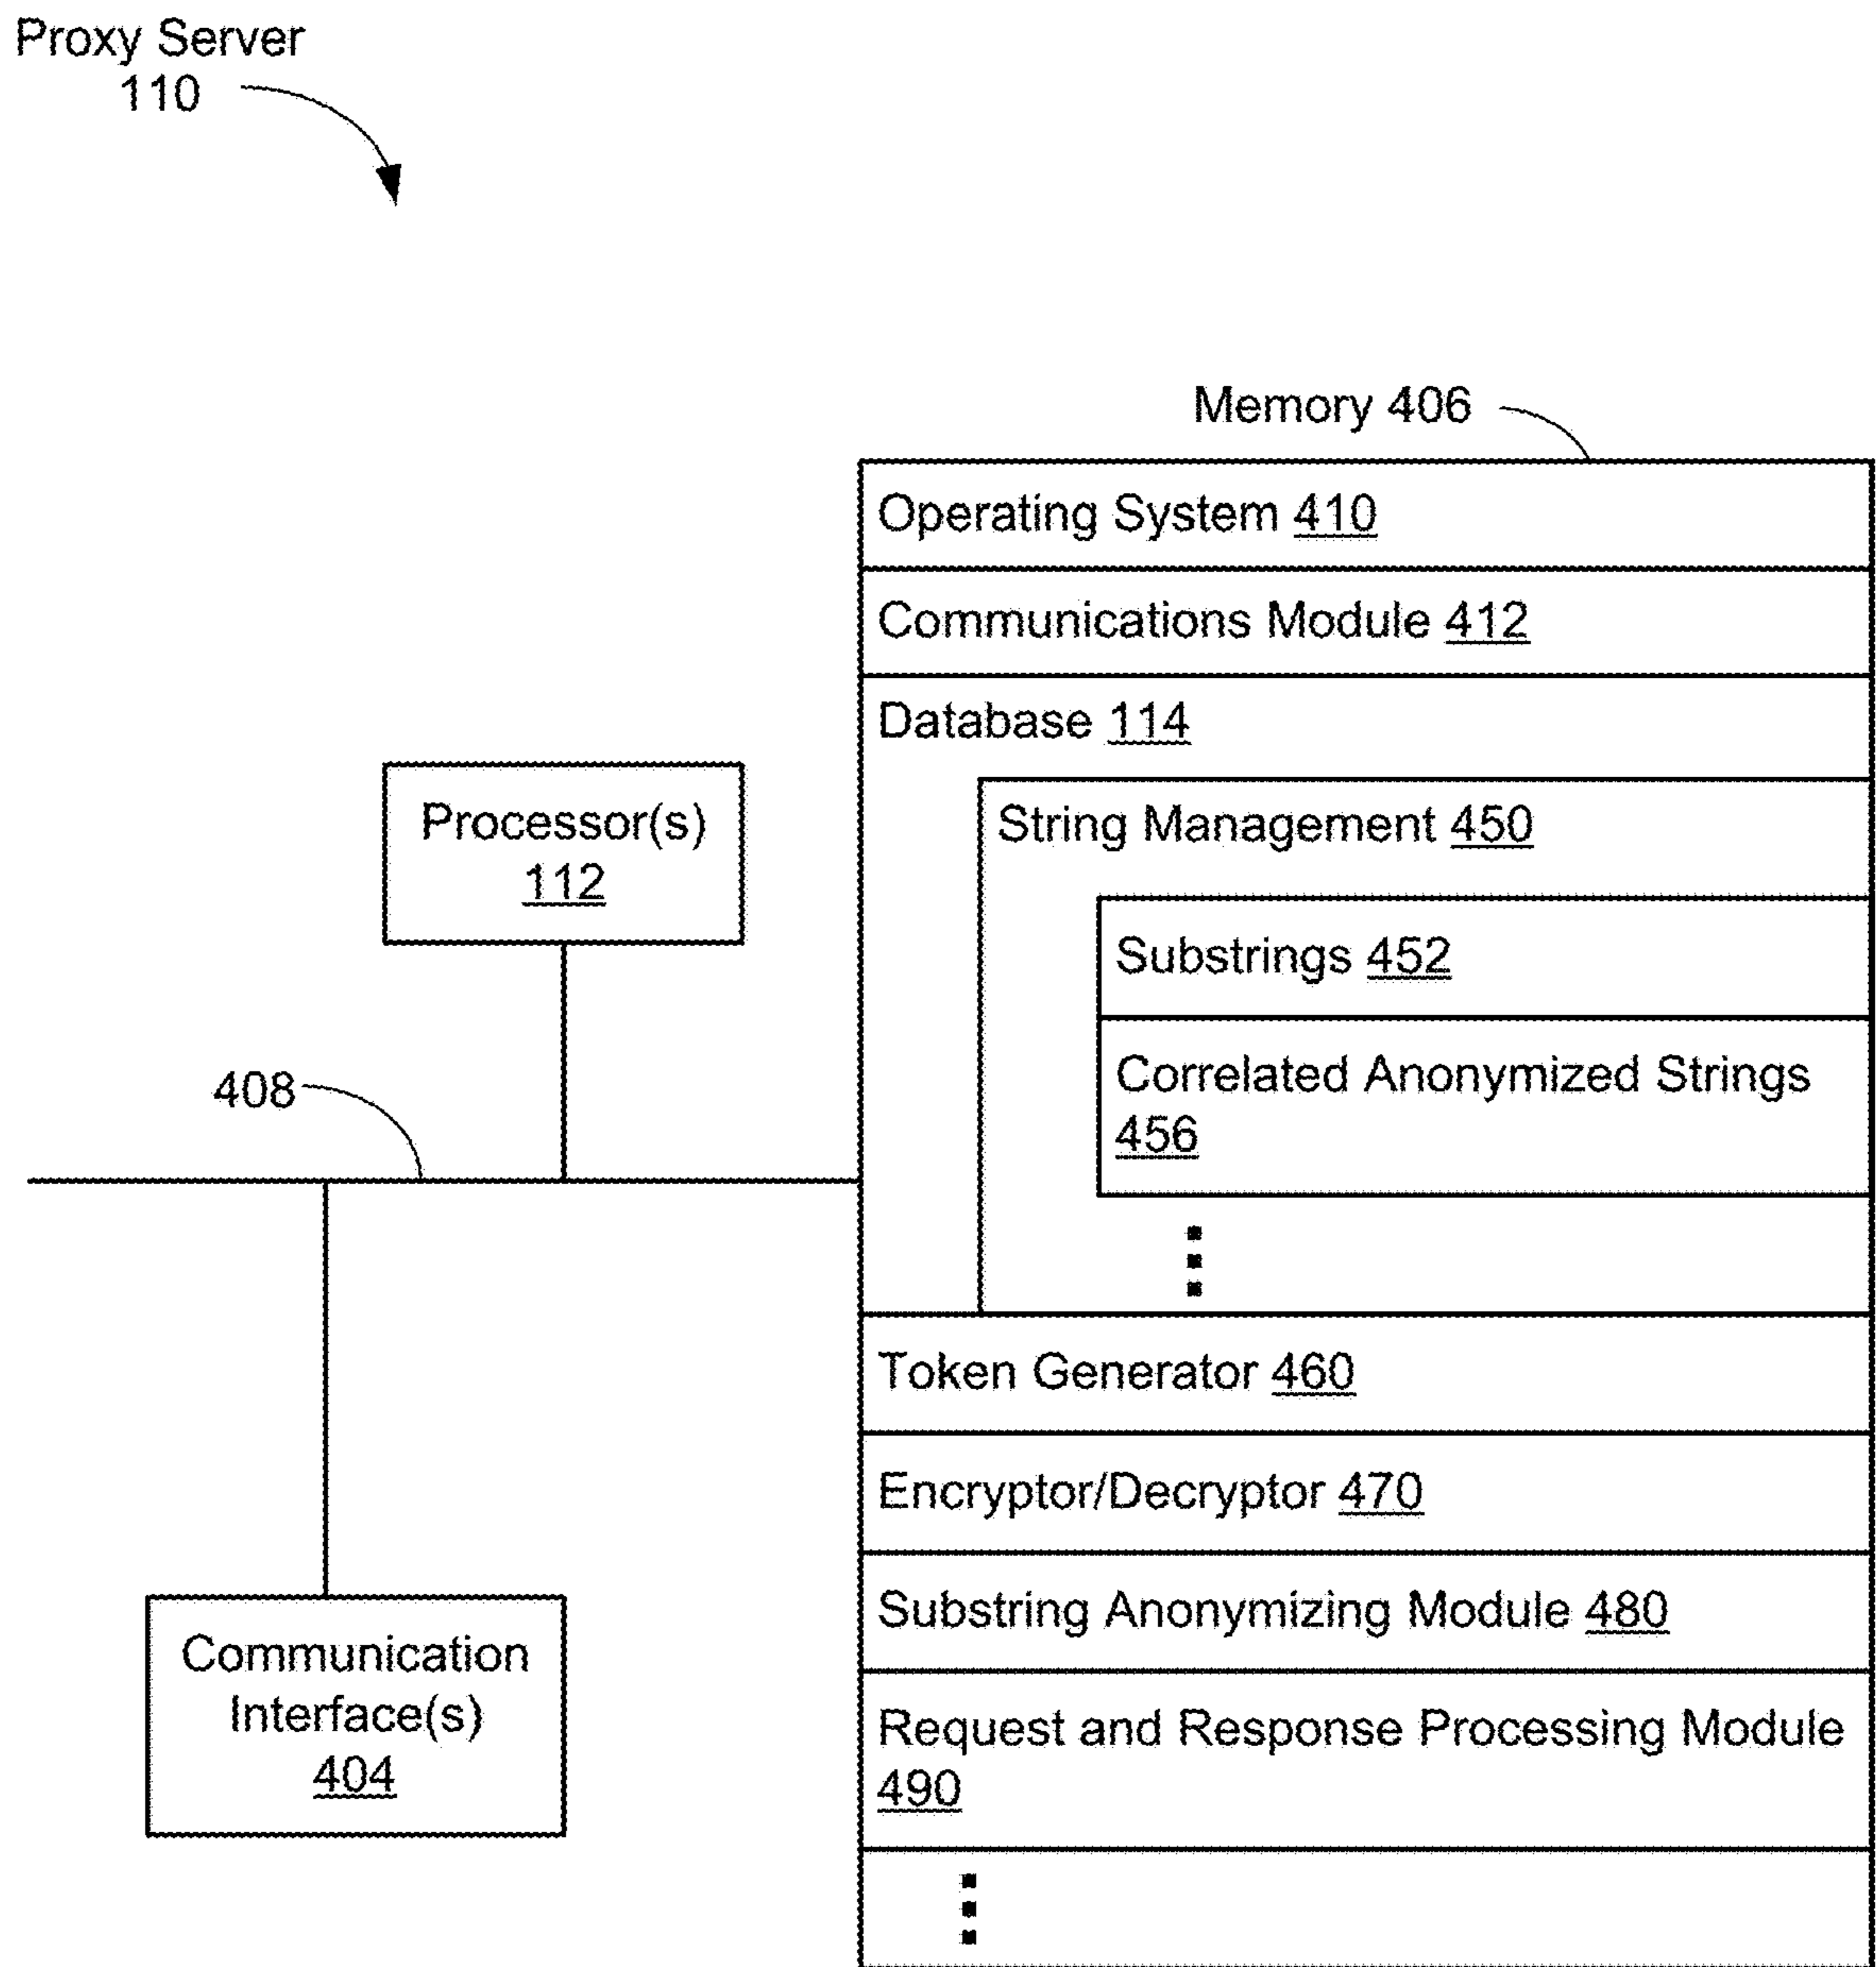 Proxy Server
110
Memory 406
Operating System 410
Communications Module 412
Database 114
String Management 450
Substrings 452
Correlated Anonymized Strings
456
Processor(s)
112
408
Token Generator 460
Encryptor/Decryptor 470
Substring Anonymizing Module 480
Request and Response Processing Module
490
Communication
Interface(s)
404